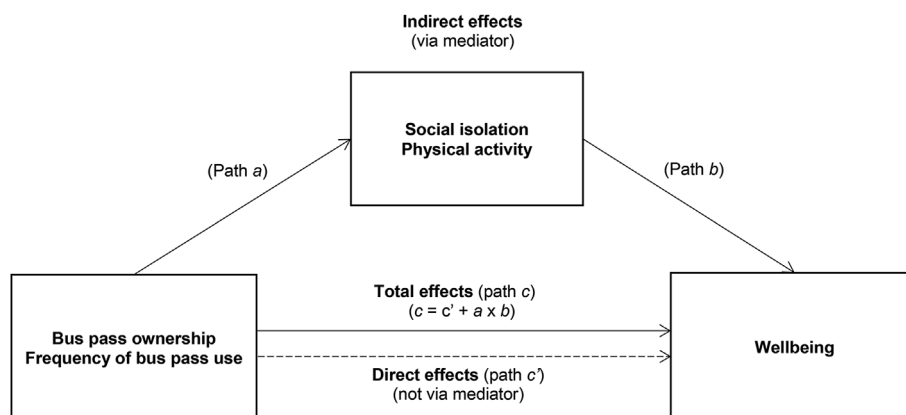 Indirect effects
(via mediator)
Social isolation
Physical activity
(Path a)
(Path b)
Total effects (path c)
(c = c' + a x b)
Bus pass ownership
Frequency of bus pass use
Wellbeing
Direct effects (path c')
(not via mediator)